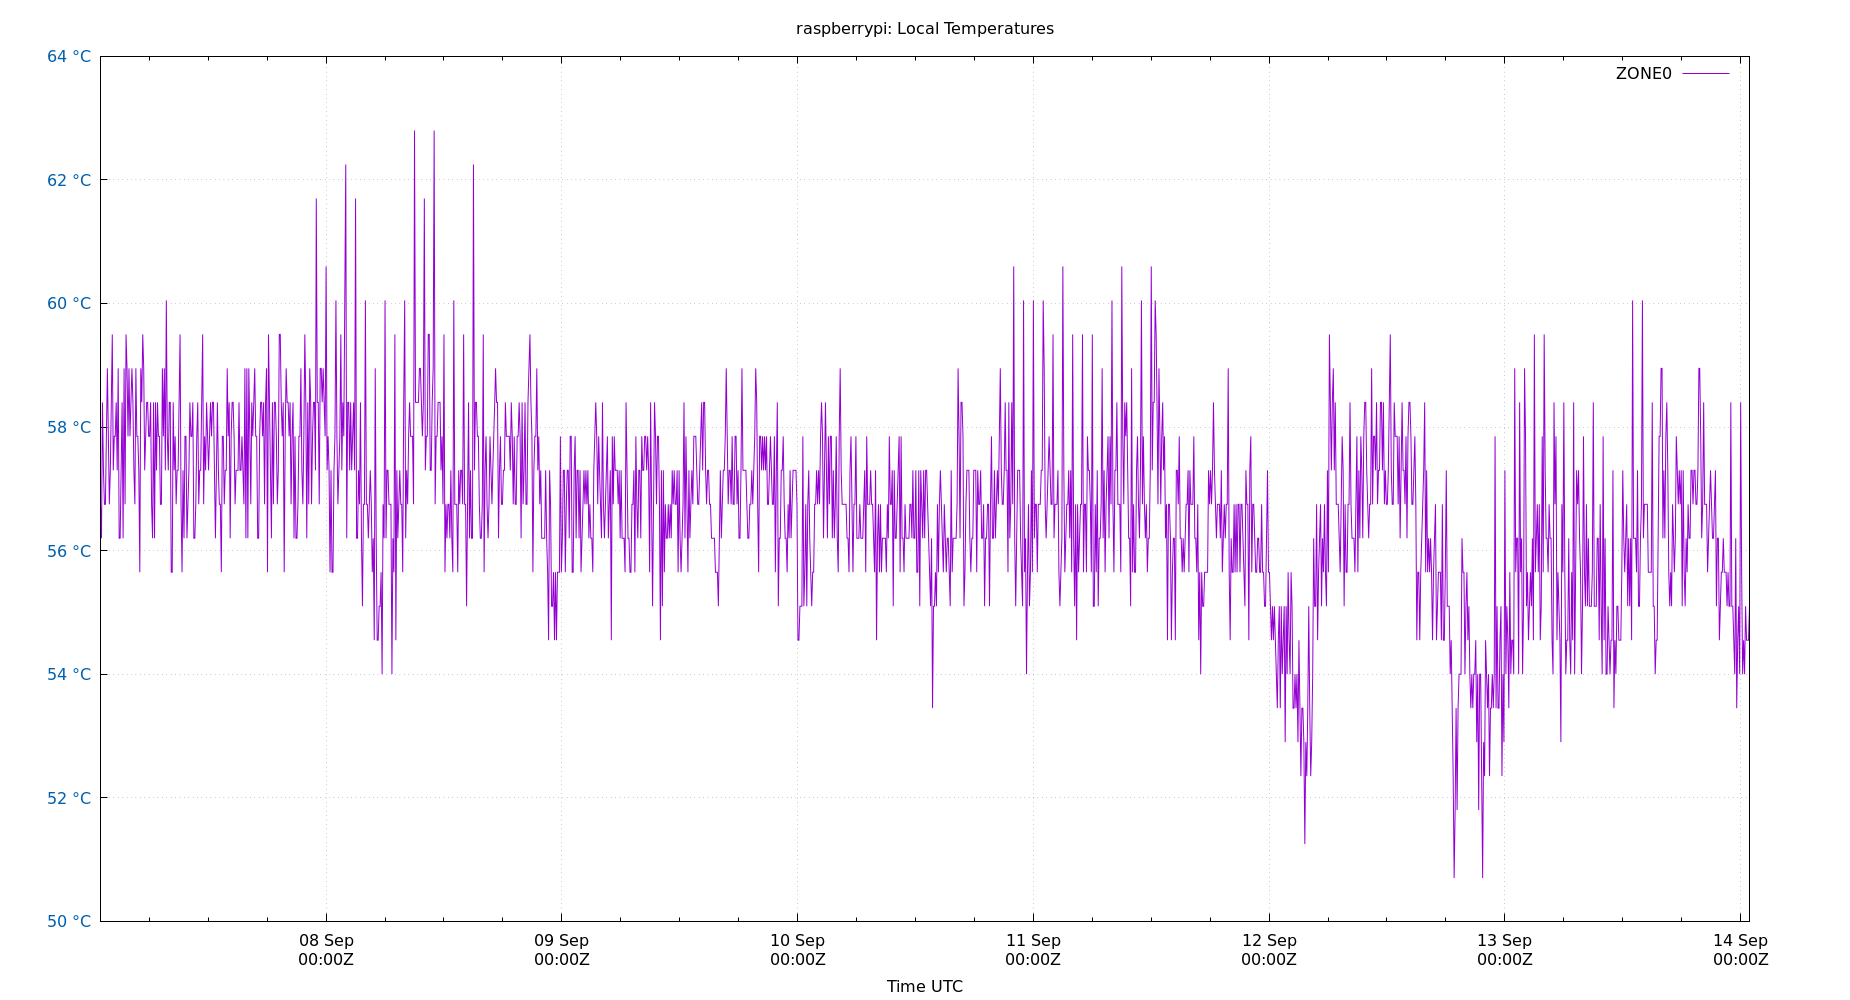 raspberrypi: Local Temperatures
64 °C
ZONE0
62 °C
60 °C
58 °C
56 °C
54 °C
52 °C
50 °C
08 Sep 09 Sep 10 Sep 11 Sep 12 Sep 13 Sep 14 Sep
00:00Z 00:00Z 00:00Z 00:00Z 00:00Z 00:00Z 00:00Z
Time UTC